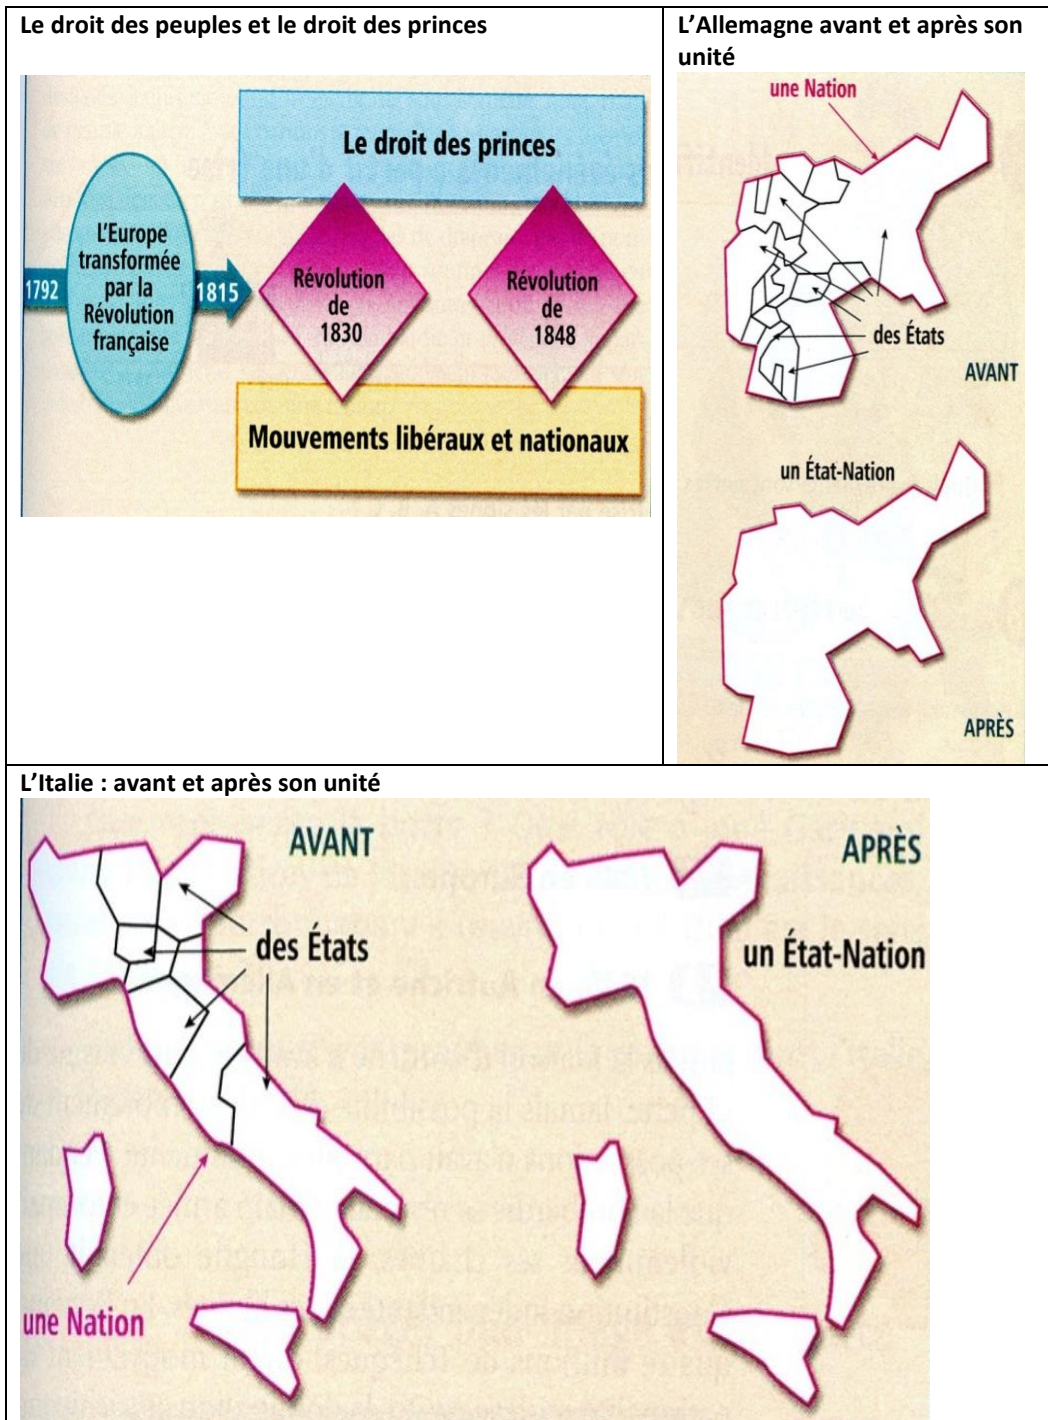 Le droit des peuples et le droit des princes
Le droit des princes
1792
L'Europe
transformée
par la
Révolution
française
1815
Révolution
de
1830
Révolution
de
1848
Mouvements libéraux et nationaux
L'Allemagne avant et après son
unité
une Nation
des États
AVANT
un État-Nation
APRÈS
L'Italie : avant et après son unité
AVANT
des États
une Nation
APRÈS
un État-Nation